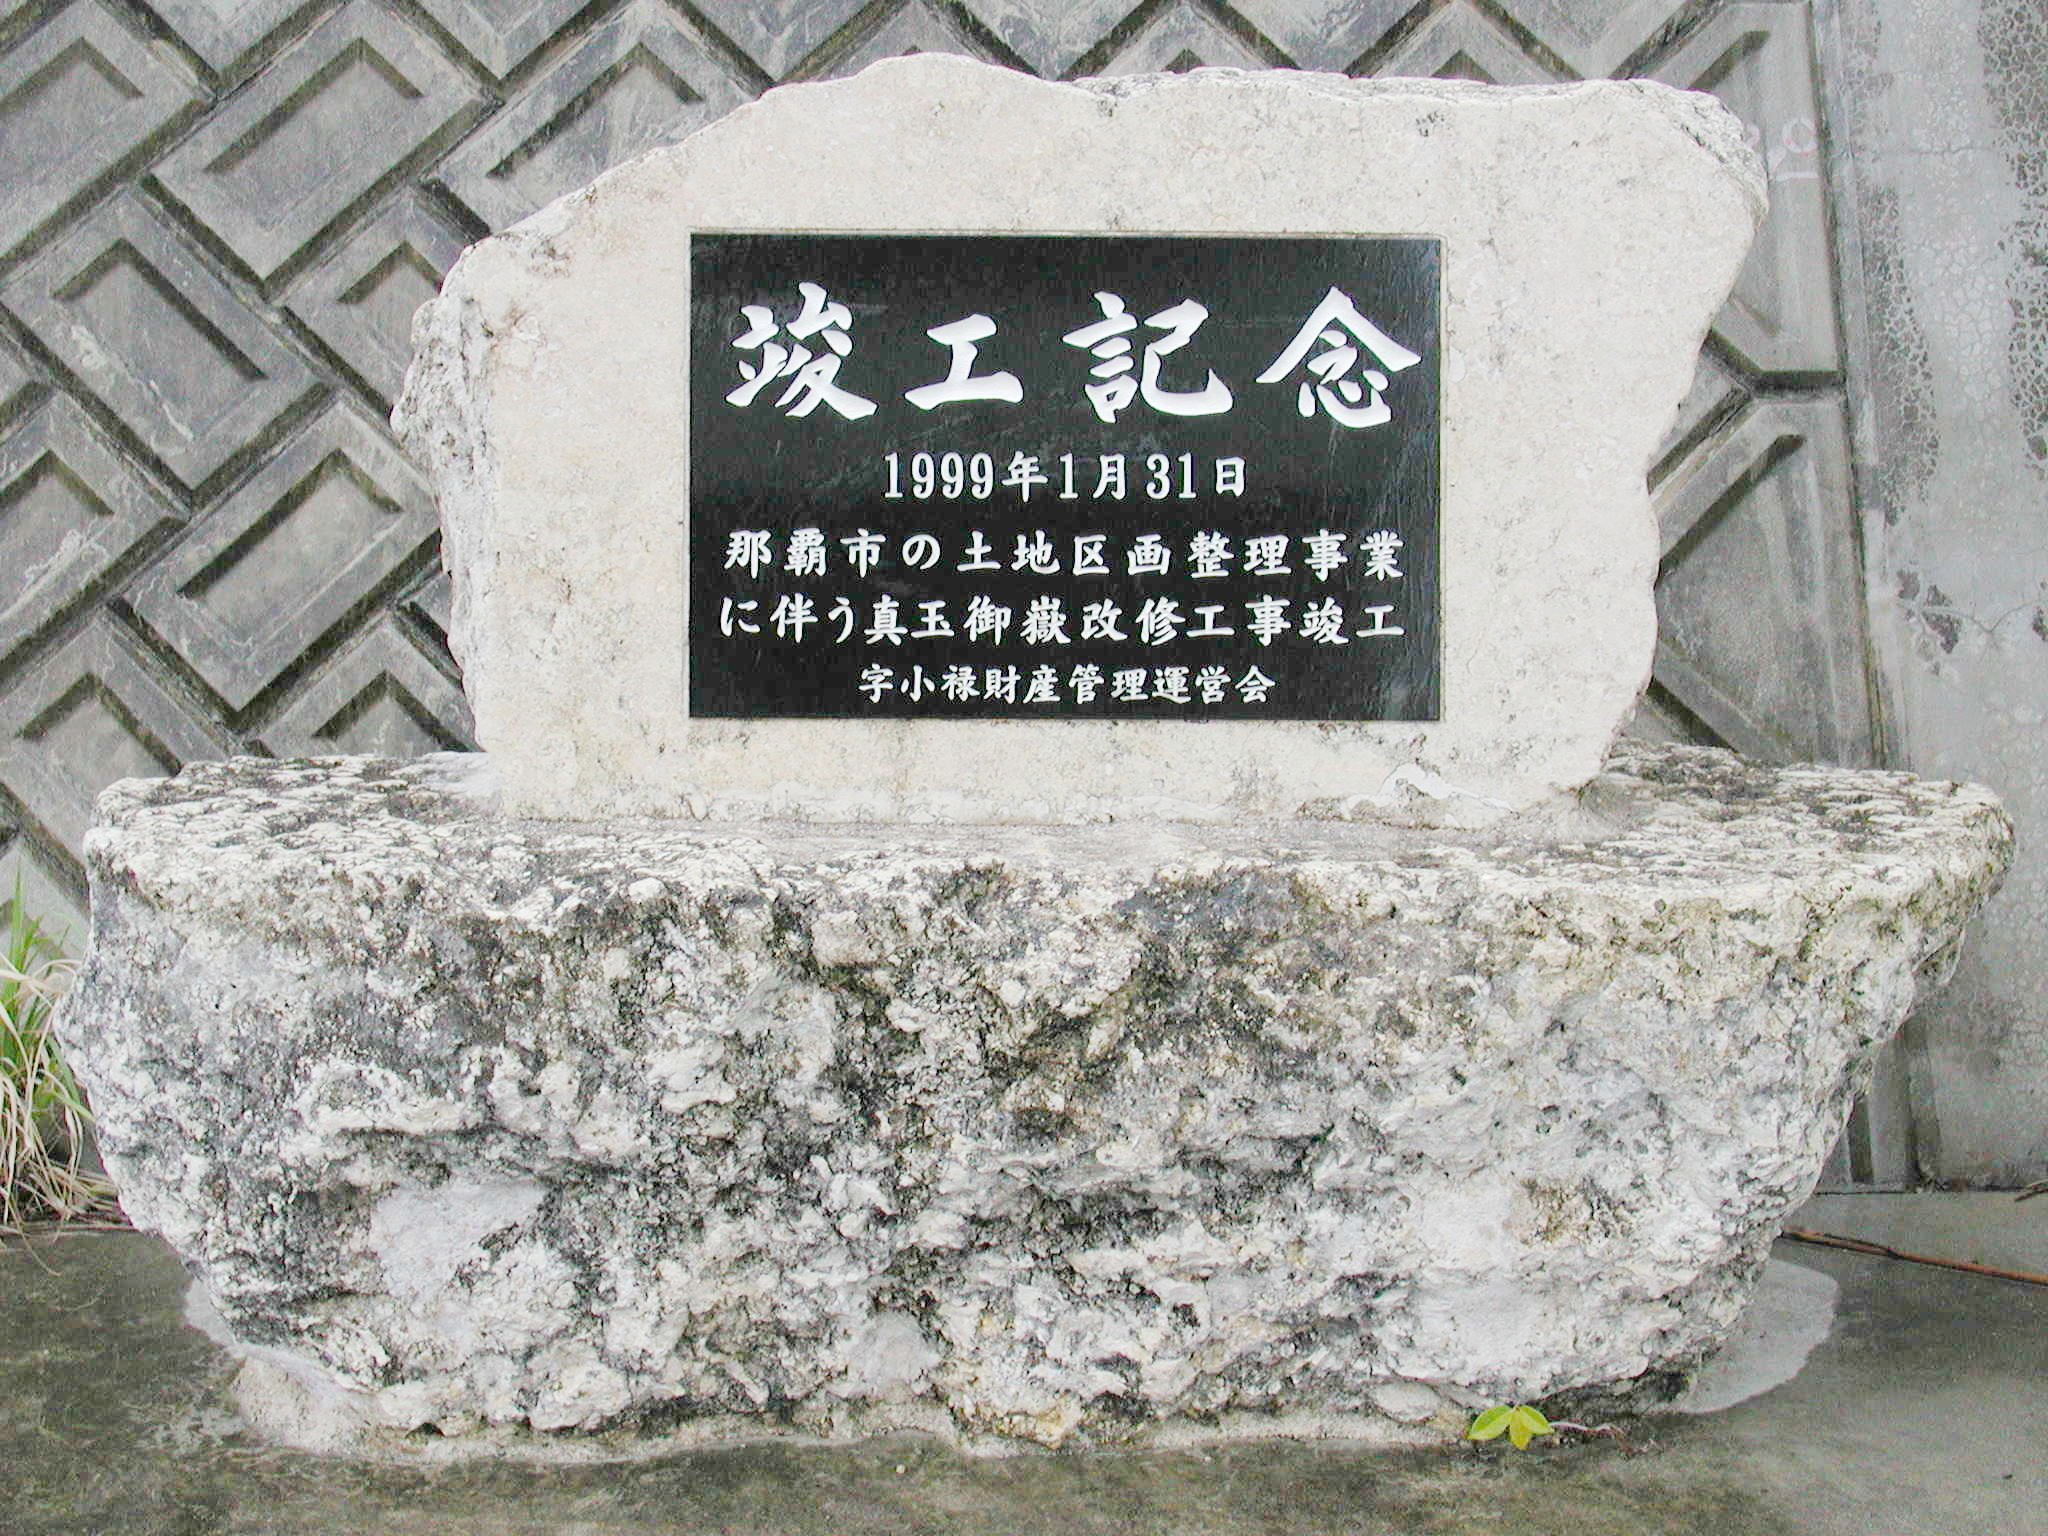 竣工記念
1999年1月31日
那覇市の土地区画整理事業
に伴う真玉御嶽改修工事竣工
字小禄財産管理運営会